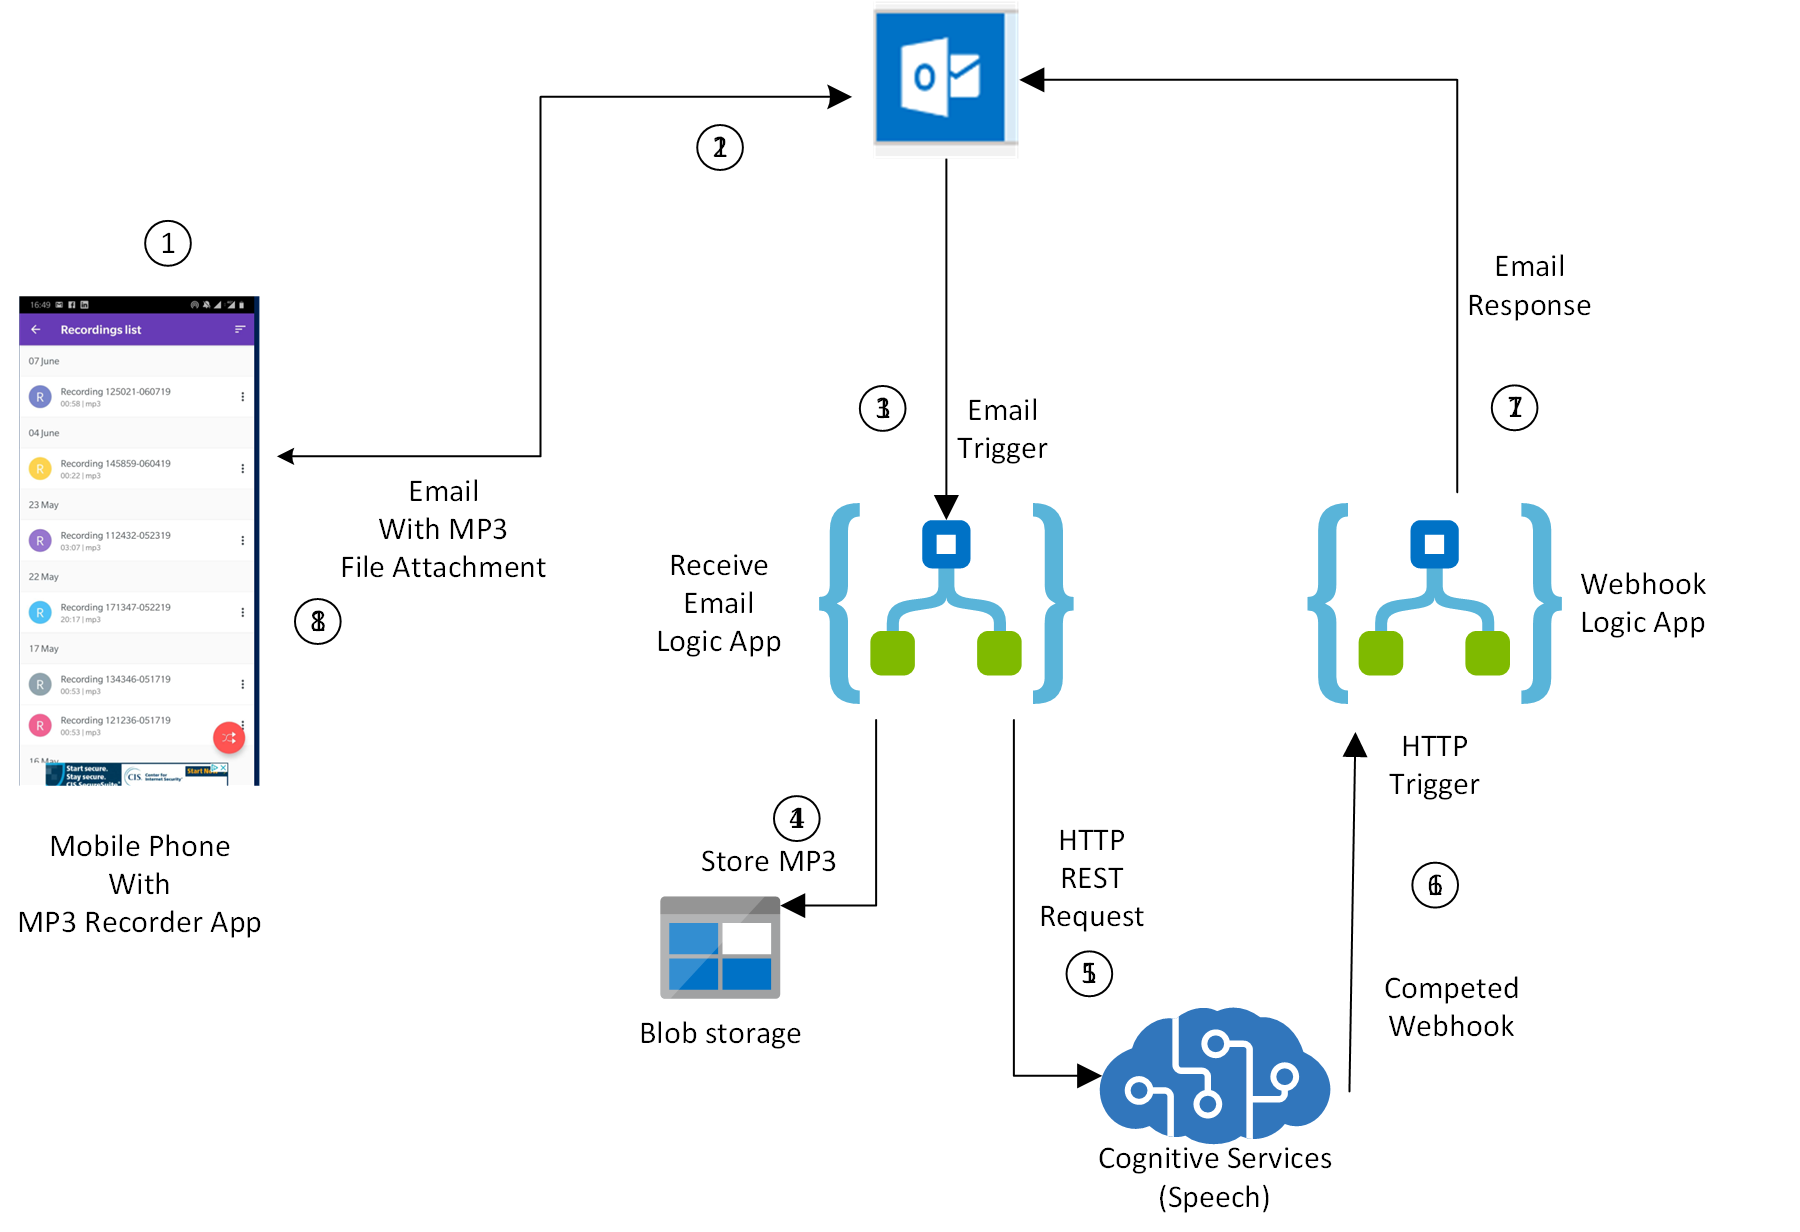 1
2
16:49
Recordings list
07 June
R
Recording 125021-060719
00:58 | mp3
04 June
R
Recording 145859-060419
00:22 | mp3
23 May
R
Recording 112432-052319
03:07 | mp3
22 May
R
Recording 171347-052219
20:17 | mp3
17 May
R
Recording 134346-051719
00:53 | mp3
R
Recording 121236-051719
00:53 | mp3
16 May
Start secure.
Stay secure.
CIS SecureSuite
CIS.
Center for
Internet Security
Start Now
Mobile Phone
With
MP3 Recorder App
Email
With MP3
File Attachment
8
3
Email
Trigger
Receive
Email
Logic App
4
Store MP3
Blob storage
HTTP
REST
Request
5
Cognitive Services
(Speech)
Email
Response
7
Webhook
Logic App
HTTP
Trigger
6
Competed
Webhook